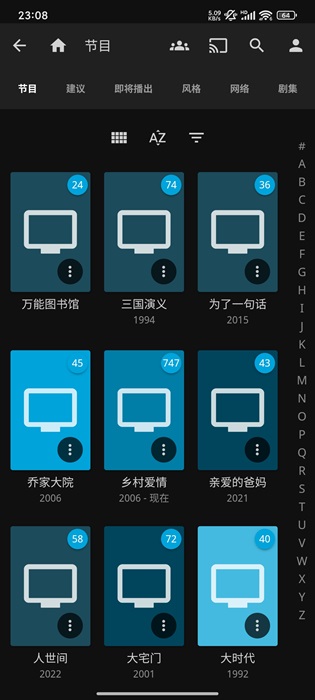 23:08
5.09
KB/s
HD
64
节目
节目
建议
即将播出
风格
网络
剧集
AZ
#
A
B
C
D
E
F
G
H
I
J
K
L
M
N
O
P
Q
R
S
T
U
V
W
X
Y
Z
24
74
36
万能图书馆
三国演义
为了一句话
1994
2015
45
747
43
乔家大院
乡村爱情
亲爱的爸妈
2006
2006 - 现在
2021
58
72
40
人世间
大宅门
大时代
2022
2001
1992